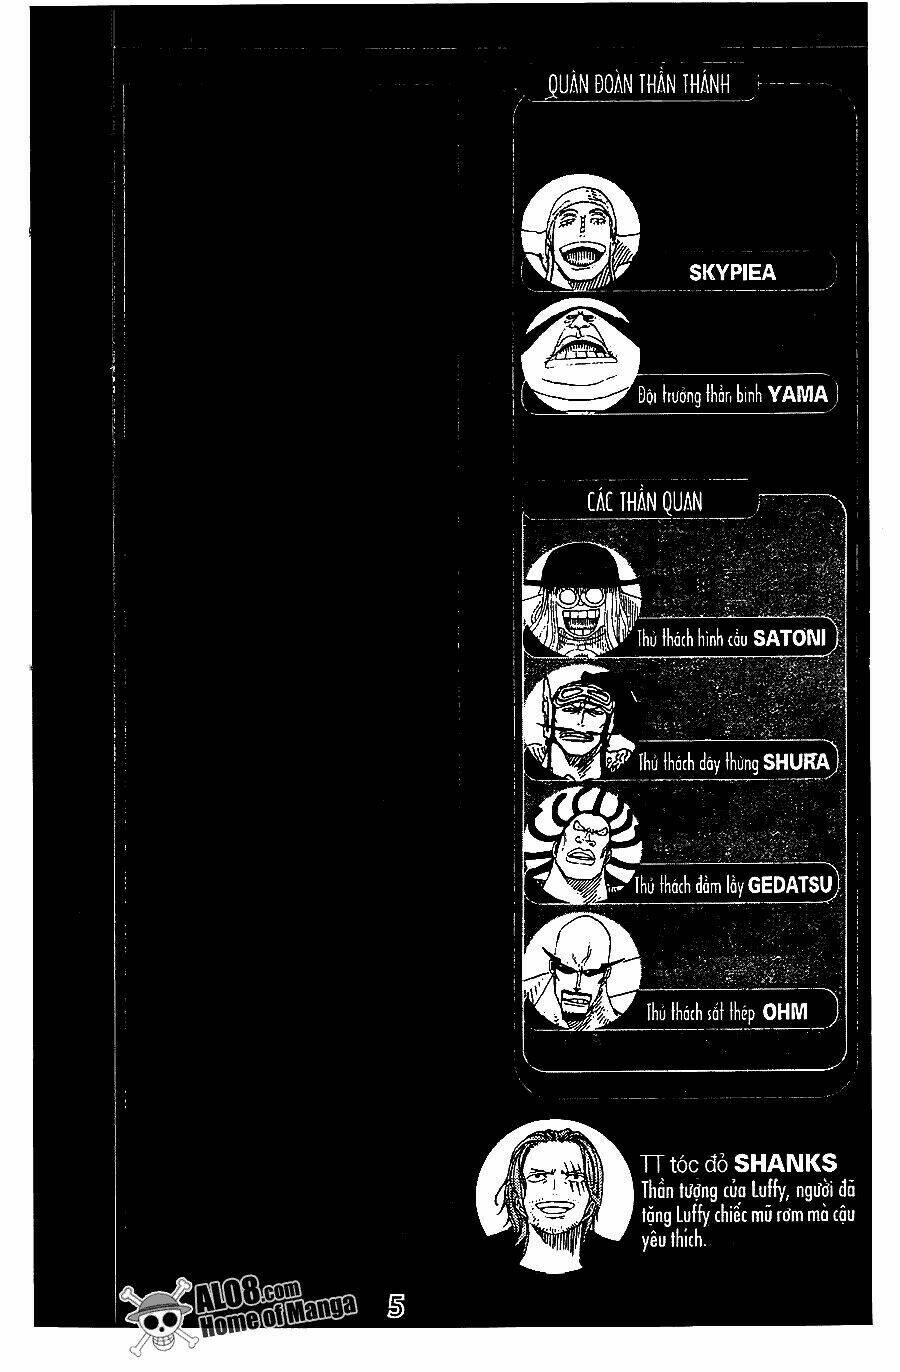 QUÂN ĐOÀN THẦN THÁNH
SKYPIEA
Đội trưởng thần binh YAMA
CÁC THẦN QUAN
Thử thách hình cầu SATONI
Thử thách dây thừng SHURA
Thử thách đầm lầy GEDATSU
Thử thách sắt thép OHM
TT tóc đỏ SHANKS
Thần tượng của Luffy, người đã
tặng Luffy chiếc mũ rơm mà cậu
yêu thích.
ALO8.com
Home of Manga
5